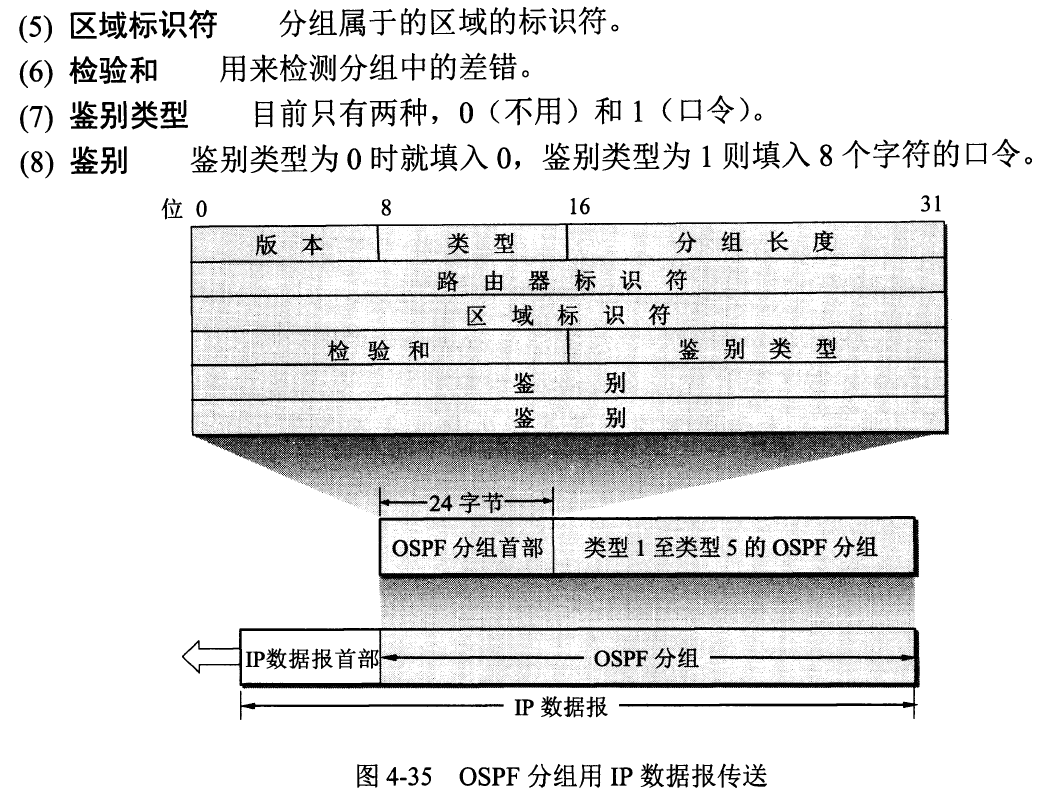 (5) 区域标识符 分组属于的区域的标识符。
(6) 检验和 用来检测分组中的差错。
(7) 鉴别类型 目前只有两种，0（不用）和 1（口令）。
(8) 鉴别 鉴别类型为 0 时就填入 0，鉴别类型为 1 则填入 8 个字符的口令。
位 0 8 16 31
版本 类型 分组长度
路由器标识符
区域标识符
检验和 鉴别类型
鉴别
鉴别
24 字节
OSPF 分组首部 类型 1 至类型 5 的 OSPF 分组
IP数据报首部 OSPF 分组
IP 数据报
图 4-35 OSPF 分组用 IP 数据报传送